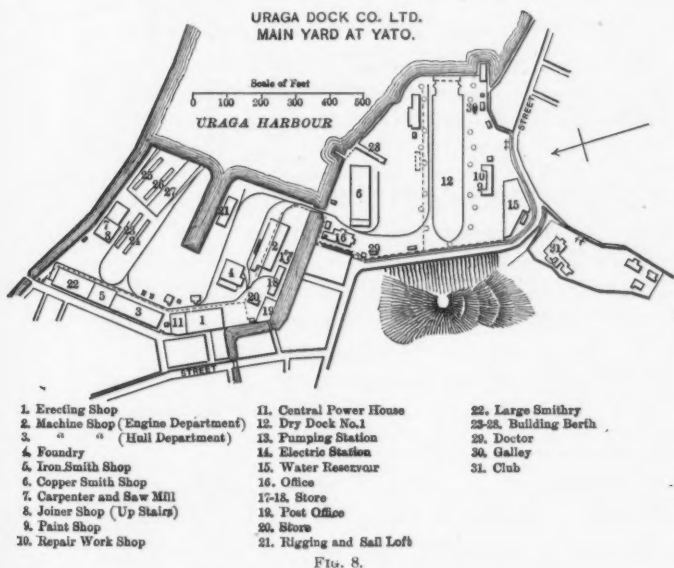 URAGA DOCK CO. LTD.
MAIN YARD AT YATO.
Scale of Feet
0 100 200 300 400 500
URAGA HARBOUR
STREET
STREET
1. Erecting Shop
2. Machine Shop (Engine Department)
3. " " (Hull Department)
4. Foundry
5. Iron Smith Shop
6. Copper Smith Shop
7. Carpenter and Saw Mill
8. Joiner Shop (Up Stairs)
9. Paint Shop
10. Repair Work Shop
11. Central Power House
12. Dry Dock No.1
13. Pumping Station
14. Electric Station
15. Water Reservour
16. Office
17-18. Store
19. Post Office
20. Store
21. Rigging and Sail Loft
22. Large Smithry
23-28. Building Berth
29. Doctor
30. Galley
31. Club
FIG. 8.